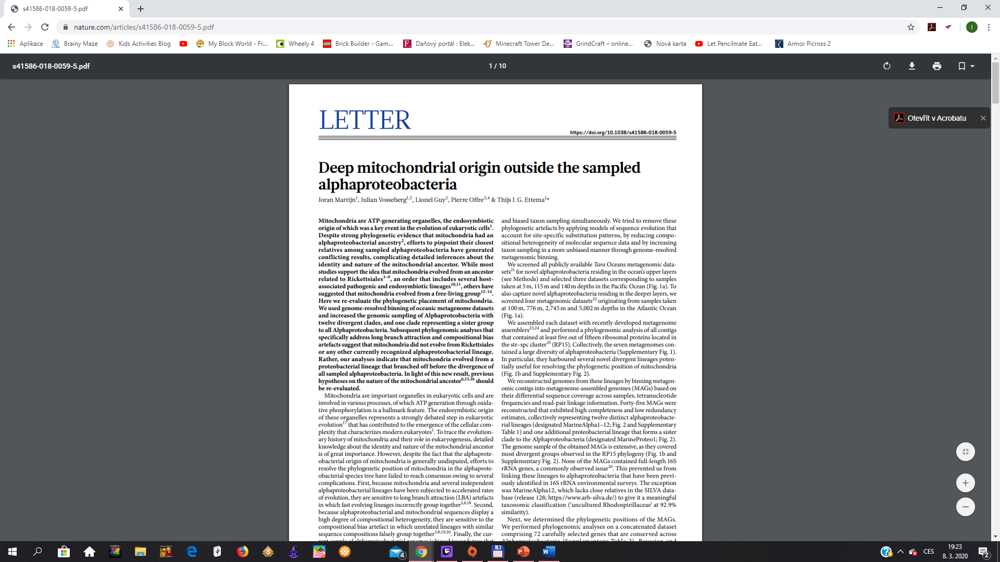 s41586-018-0059-5.pdf
nature.com/articles/s41586-018-0059-5.pdf
I
Aplikace
Brainy Maze
Kids Activities Blog
My Block World - Fr...
Wheely 4
Brick Builder - Gam...
Daňový portál : Elek...
Minecraft Tower De...
GrindCraft – online...
Nová karta
Let Pencilmate Eat...
Armor Picross 2
s41586-018-0059-5.pdf
1 / 10
Otevřít v Acrobatu
LETTER
https://doi.org/10.1038/s41586-018-0059-5
Deep mitochondrial origin outside the sampled
alphaproteobacteria
Joran Martijn1, Julian Vosseberg1,5, Lionel Guy2, Pierre Offre3,4 & Thijs J. G. Ettema1*
Mitochondria are ATP-generating organelles, the endosymbiotic
origin of which was a key event in the evolution of eukaryotic cells1.
Despite strong phylogenetic evidence that mitochondria had an
alphaproteobacterial ancestry2, efforts to pinpoint their closest
relatives among sampled alphaproteobacteria have generated
conflicting results, complicating detailed inferences about the
identity and nature of the mitochondrial ancestor. While most
studies support the idea that mitochondria evolved from an ancestor
related to Rickettsiales3–9, an order that includes several host-
associated pathogenic and endosymbiotic lineages10,11, others have
suggested that mitochondria evolved from a free-living group12–14.
Here we re-evaluate the phylogenetic placement of mitochondria.
We used genome-resolved binning of oceanic metagenome datasets
and increased the genomic sampling of Alphaproteobacteria with
twelve divergent clades, and one clade representing a sister group
to all Alphaproteobacteria. Subsequent phylogenomic analyses that
specifically address long branch attraction and compositional bias
artefacts suggest that mitochondria did not evolve from Rickettsiales
or any other currently recognized alphaproteobacterial lineage.
Rather, our analyses indicate that mitochondria evolved from a
proteobacterial lineage that branched off before the divergence of
all sampled alphaproteobacteria. In light of this new result, previous
hypotheses on the nature of the mitochondrial ancestor6,15,16 should
be re-evaluated.
Mitochondria are important organelles in eukaryotic cells and are
involved in various processes, of which ATP generation through oxida-
tive phosphorylation is a hallmark feature. The endosymbiotic origin
of these organelles represents a strongly debated step in eukaryotic
evolution17 that has contributed to the emergence of the cellular com-
plexity that characterizes modern eukaryotes1. To trace the evolution-
ary history of mitochondria and their role in eukaryogenesis, detailed
knowledge about the identity and nature of the mitochondrial ancestor
is of great importance. However, despite the fact that the alphaprote-
obacterial origin of mitochondria is generally undisputed, efforts to
resolve the phylogenetic position of mitochondria in the alphaprote-
obacterial species tree have failed to reach consensus owing to several
complications. First, because mitochondria and several independent
alphaproteobacterial lineages have been subjected to accelerated rates
of evolution, they are sensitive to long branch attraction (LBA) artefacts
in which fast evolving lineages incorrectly group together3,8,18. Second,
because alphaproteobacterial and mitochondrial sequences display a
high degree of compositional heterogeneity, they are sensitive to the
compositional bias artefact in which unrelated lineages with similar
sequence compositions falsely group together3,8,19,20. Finally, the cur-
rent sample of alphaproteobacterial genomes is biased towards taxa that
and biased taxon sampling simultaneously. We tried to remove these
phylogenetic artefacts by applying models of sequence evolution that
account for site-specific substitution patterns, by reducing compo-
sitional heterogeneity of molecular sequence data and by increasing
taxon sampling in a more unbiased manner through genome-resolved
metagenomic binning.
We screened all publicly available Tara Oceans metagenomic data-
sets21 for novel alphaproteobacteria residing in the ocean's upper layers
(see Methods) and selected three datasets corresponding to samples
taken at 5 m, 115 m and 140 m depths in the Pacific Ocean (Fig. 1a). To
also capture novel alphaproteobacteria residing in the deeper layers, we
screened four metagenomic datasets22 originating from samples taken
at 100 m, 776 m, 2,745 m and 5,002 m depths in the Atlantic Ocean
(Fig. 1a).
We assembled each dataset with recently developed metagenome
assemblers23,24 and performed a phylogenomic analysis of all contigs
that contained at least five out of fifteen ribosomal proteins located in
the str–spc cluster25 (RP15). Collectively, the seven metagenomes con-
tained a large diversity of alphaproteobacteria (Supplementary Fig. 1).
In particular, they harboured several novel divergent lineages poten-
tially useful for resolving the phylogenetic position of mitochondria
(Fig. 1b and Supplementary Fig. 2).
We reconstructed genomes from these lineages by binning metagen-
omic contigs into metagenome-assembled genomes (MAGs) based on
their differential sequence coverage across samples, tetranucleotide
frequencies and read-pair linkage information. Forty-five MAGs were
reconstructed that exhibited high completeness and low redundancy
estimates, collectively representing twelve distinct alphaproteobacte-
rial lineages (designated MarineAlpha1–12; Fig. 2 and Supplementary
Table 1) and one additional proteobacterial lineage that forms a sister
clade to the Alphaproteobacteria (designated MarineProteo1; Fig. 2).
The genome sample of the obtained MAGs is extensive, as they covered
most divergent groups observed in the RP15 phylogeny (Fig. 1b and
Supplementary Fig. 2). None of the MAGs contained full-length 16S
rRNA genes, a commonly observed issue26. This prevented us from
linking these lineages to alphaproteobacteria that have been previ-
ously identified in 16S rRNA environmental surveys. The exception
was MarineAlpha12, which lacks close relatives in the SILVA data-
base (release 128; https://www.arb-silva.de/) to give it a meaningful
taxonomic classification ('uncultured Rhodospirillaceae' at 92.9%
similarity).
Next, we determined the phylogenetic positions of the MAGs.
We performed phylogenomic analyses on a concatenated dataset
comprising 72 carefully selected genes that are conserved across
Alphaproteobacteria (Supplementary Table 2). Bayesian and
4
CES
19:23
8. 3. 2020
2